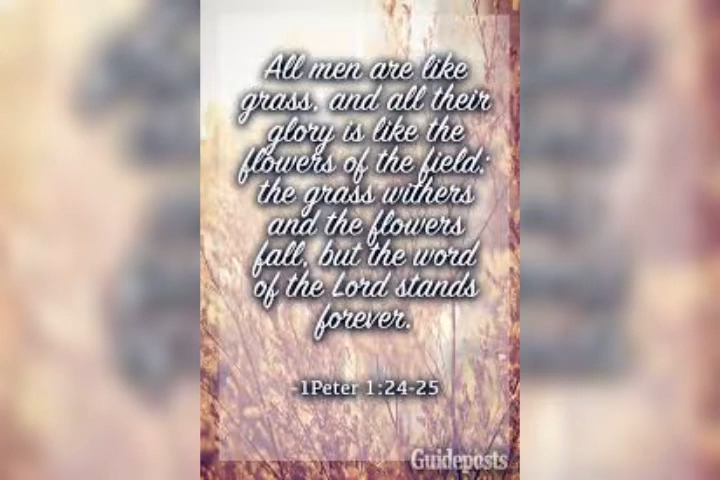 All men are like
grass, and all their
glory is like the
flowers of the field;
the grass withers
and the flowers
fall, but the word
of the Lord stands
forever.
-1Peter 1:24-25
Guideposts